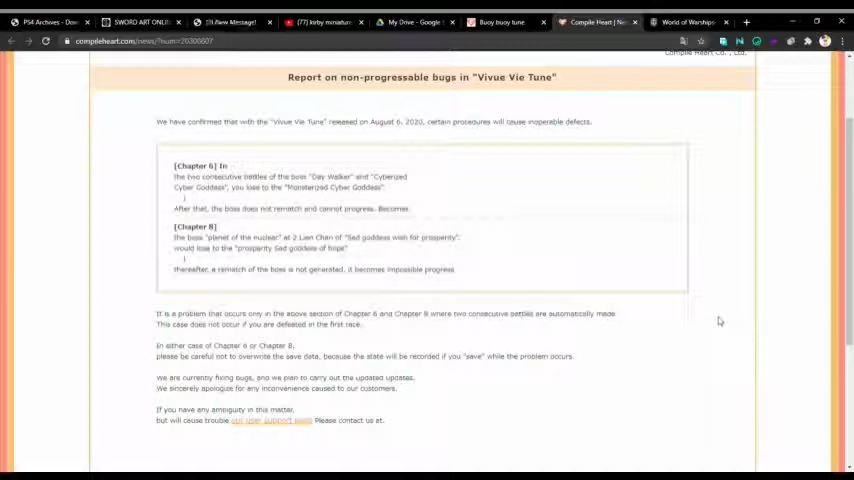 PS4 Archives - Dow
SWORD ART ONLIN
(9) New Message!
(77) kirby miniature
My Drive - Google
Buoy buoy tune
Compile Heart | Ne
World of Warships
compileheart.com/news/?num=20300807
Compile Heart Co., Ltd.
Report on non-progressable bugs in "Vivue Vie Tune"
We have confirmed that with the "Vivue Vie Tune" released on August 6, 2020, certain procedures will cause inoperable defects.
[Chapter 6] In
the two consecutive battles of the boss "Day Walker" and "Cyberized
Cyber Goddess", you lose to the "Monsterized Cyber Goddess"
↓
After that, the boss does not rematch and cannot progress. Becomes
[Chapter 8]
the boss "planet of the nuclear" at 2 Lien Chan of "Sad goddess wish for prosperity".
would lose to the "prosperity Sad goddess of hope"
↓
thereafter, a rematch of the boss is not generated, it becomes impossible progress
It is a problem that occurs only in the above section of Chapter 6 and Chapter 8 where two consecutive battles are automatically made
This case does not occur if you are defeated in the first race.
In either case of Chapter 6 or Chapter 8,
please be careful not to overwrite the save data, because the state will be recorded if you "save" while the problem occurs.
We are currently fixing bugs, and we plan to carry out the updated updates.
We sincerely apologize for any inconvenience caused to our customers.
If you have any ambiguity in this matter,
but will cause trouble our user support page Please contact us at.